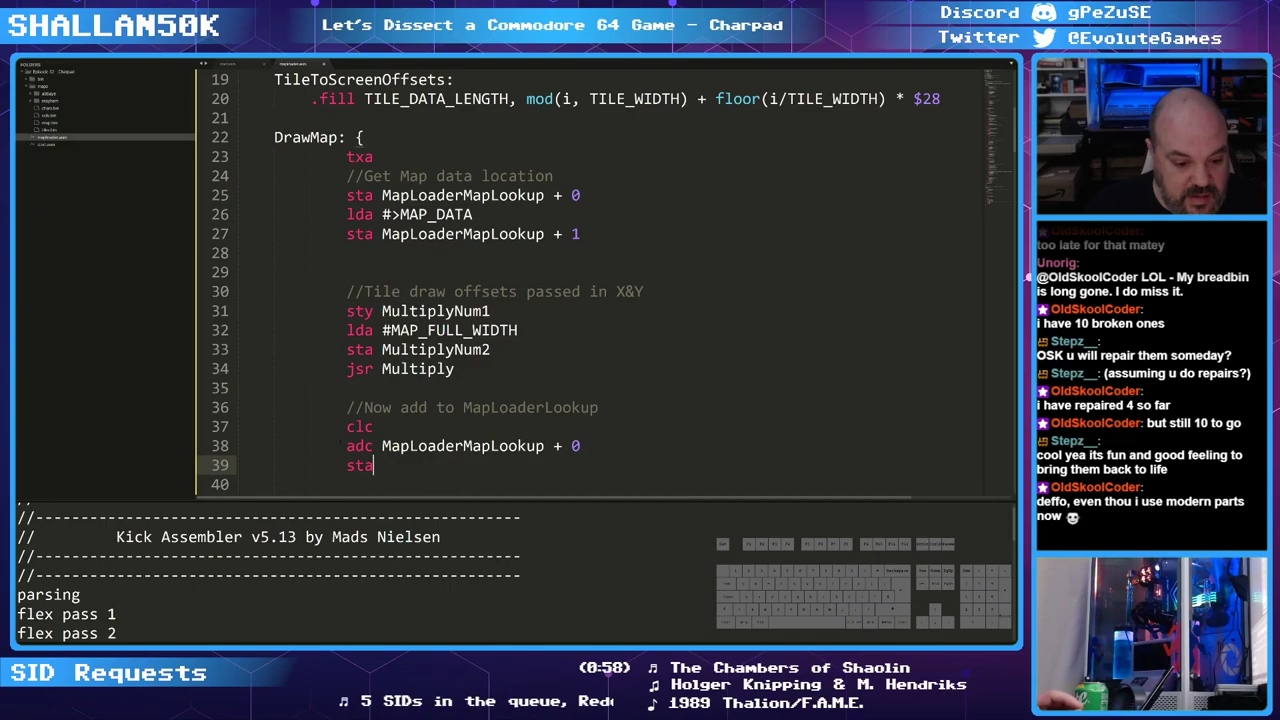 SHALLAN50K
Let's Dissect a Commodore 64 Game - Charpad
Discord gPeZuSE
Twitter @EvoluteGames
FOLDERS
19 TileToScreenOffsets:
20 .fill TILE_DATA_LENGTH, mod(i, TILE_WIDTH) + floor(i/TILE_WIDTH) * $28
21
22 DrawMap: {
23 txa
24 //Get Map data location
25 sta MapLoaderMapLookup + 0
26 lda #>MAP_DATA
27 sta MapLoaderMapLookup + 1
28
29
30 //Tile draw offsets passed in X&Y
31 sty MultiplyNum1
32 lda #MAP_FULL_WIDTH
33 sta MultiplyNum2
34 jsr Multiply
35
36 //Now add to MapLoaderLookup
37 clc
38 adc MapLoaderMapLookup + 0
39 sta
40
//------------------------------------------------------
// Kick Assembler v5.13 by Mads Nielsen
//------------------------------------------------------
//------------------------------------------------------
parsing
flex pass 1
flex pass 2
OldSkoolCoder:
too late for that matey
Unorig:
@OldSkoolCoder LOL - My breadbin
is long gone. I do miss it.
OldSkoolCoder:
i have 10 broken ones
Stepz__:
OSK u will repair them someday?
Stepz__: (assuming u do repairs?)
OldSkoolCoder:
i have repaired 4 so far
OldSkoolCoder: but still 10 to go
Stepz__:
cool yea its fun and good feeling to
bring them back to life
OldSkoolCoder:
deffo, even thou i use modern parts
now
SID Requests
(0:58) ♫ The Chambers of Shaolin
♫ Holger Knipping & M. Hendriks
♪ 1989 Thalion/F.A.M.E.
♬ 5 SIDs in the queue, Rede